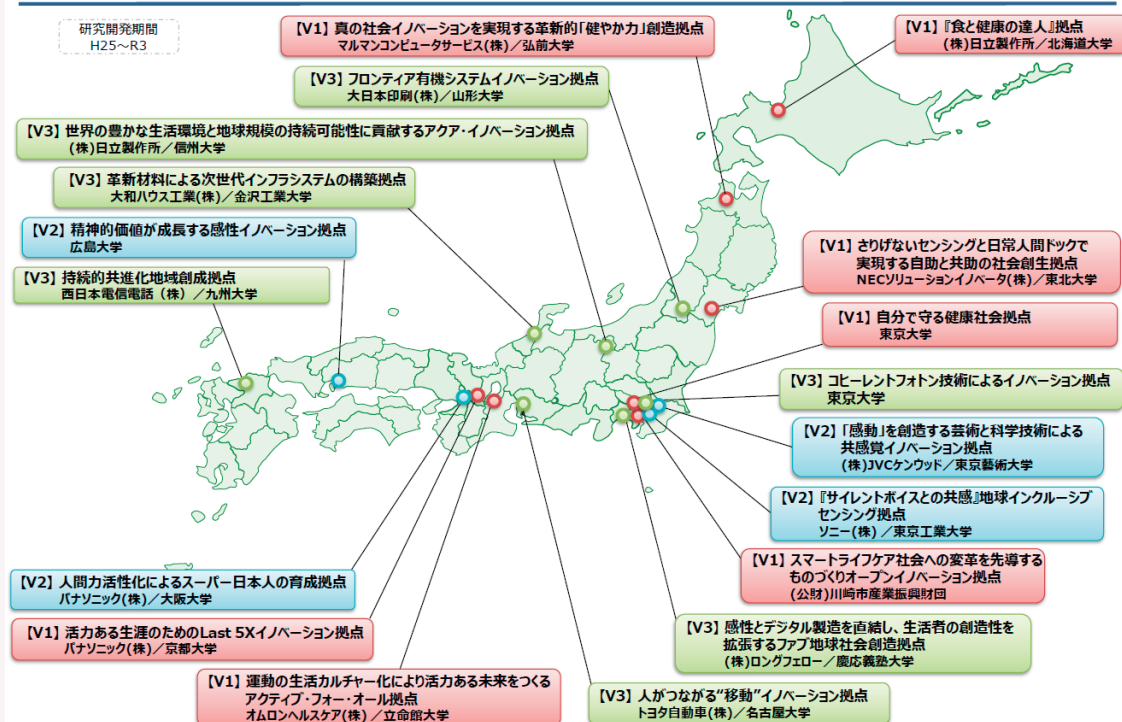 研究開発期間
H25～R3
【V1】真の社会イノベーションを実現する革新的「健やか力」創造拠点
マルマンコンピュータサービス(株)／弘前大学
【V1】『食と健康の達人』拠点
(株)日立製作所／北海道大学
【V3】フロンティア有機システムイノベーション拠点
大日本印刷(株)／山形大学
【V3】世界の豊かな生活環境と地球規模の持続可能性に貢献するアクア・イノベーション拠点
(株)日立製作所／信州大学
【V3】革新材料による次世代インフラシステムの構築拠点
大和ハウス工業(株)／金沢工業大学
【V2】精神的価値が成長する感性イノベーション拠点
広島大学
【V3】持続的共進化地域創成拠点
西日本電信電話（株）／九州大学
【V1】さりげないセンシングと日常人間ドックで
実現する自助と共助の社会創生拠点
NECソリューションイノベータ(株)／東北大学
【V1】自分で守る健康社会拠点
東京大学
【V3】コヒーレントフォトン技術によるイノベーション拠点
東京大学
【V2】「感動」を創造する芸術と科学技術による
共感覚イノベーション拠点
(株)JVCケンウッド／東京藝術大学
【V2】『サイレントボイスとの共感』地球インクルーシブ
センシング拠点
ソニー(株)／東京工業大学
【V1】スマートライフケア社会への変革を先導する
ものづくりオープンイノベーション拠点
(公財)川崎市産業振興財団
【V3】感性とデジタル製造を直結し、生活者の創造性を
拡張するファブ地球社会創造拠点
(株)ロングフェロー／慶応義塾大学
【V3】人がつながる“移動”イノベーション拠点
トヨタ自動車(株)／名古屋大学
【V2】人間力活性化によるスーパー日本人の育成拠点
パナソニック(株)／大阪大学
【V1】活力ある生涯のためのLast 5Xイノベーション拠点
パナソニック(株)／京都大学
【V1】運動の生活カルチャー化により活力ある未来をつくる
アクティブ・フォー・オール拠点
オムロンヘルスケア(株)／立命館大学